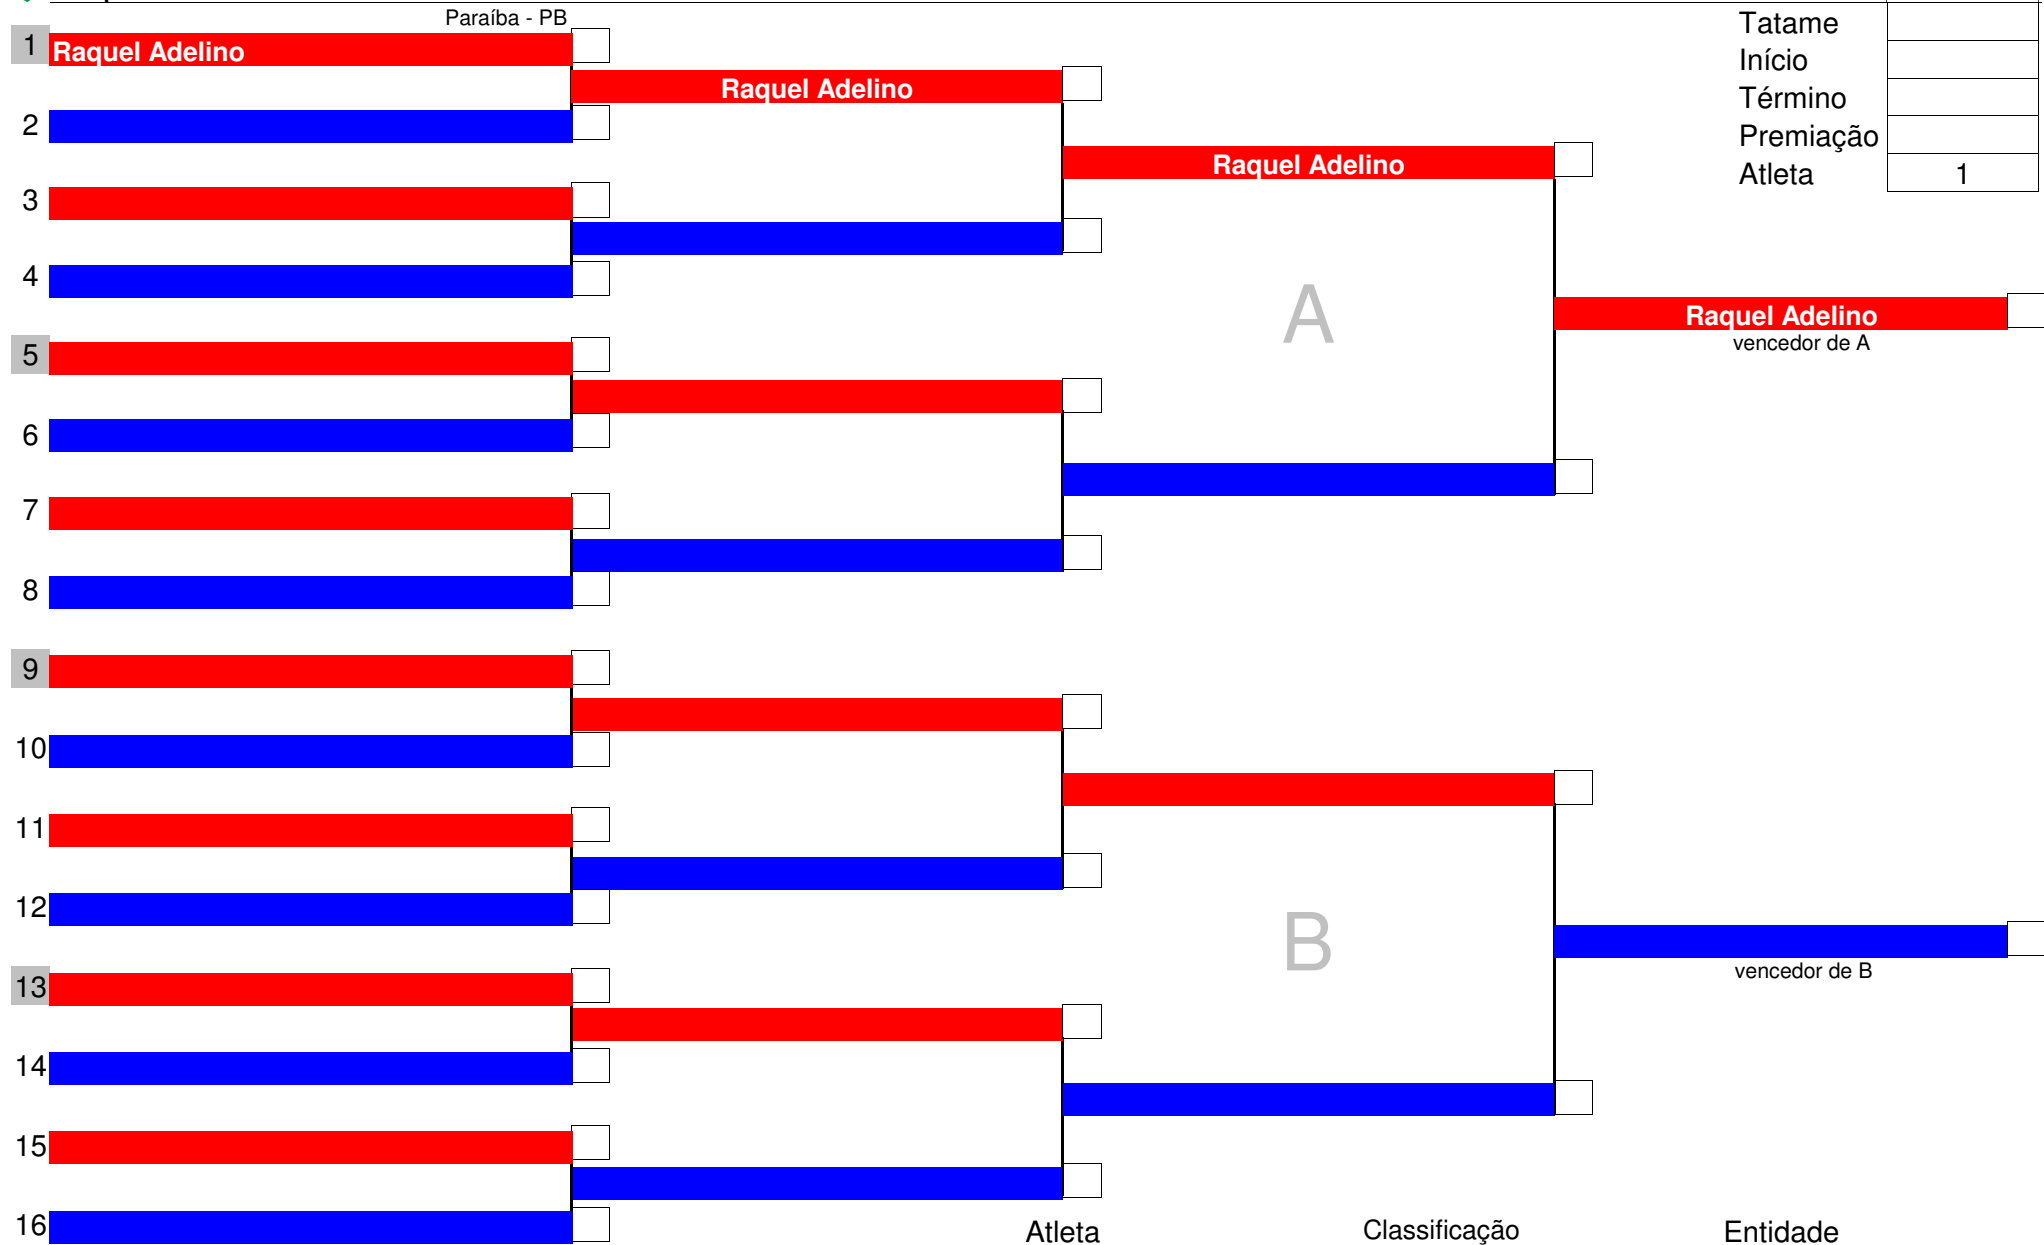 Paraíba - PB
Tatame
1 Raquel Adelino
Início
Raquel Adelino
Término
2
Premiação
Raquel Adelino
Atleta 1
3
4
A
Raquel Adelino
vencedor de A
5
6
7
8
9
10
11
12
B
vencedor de B
13
14
15
16
Atleta Classificação Entidade